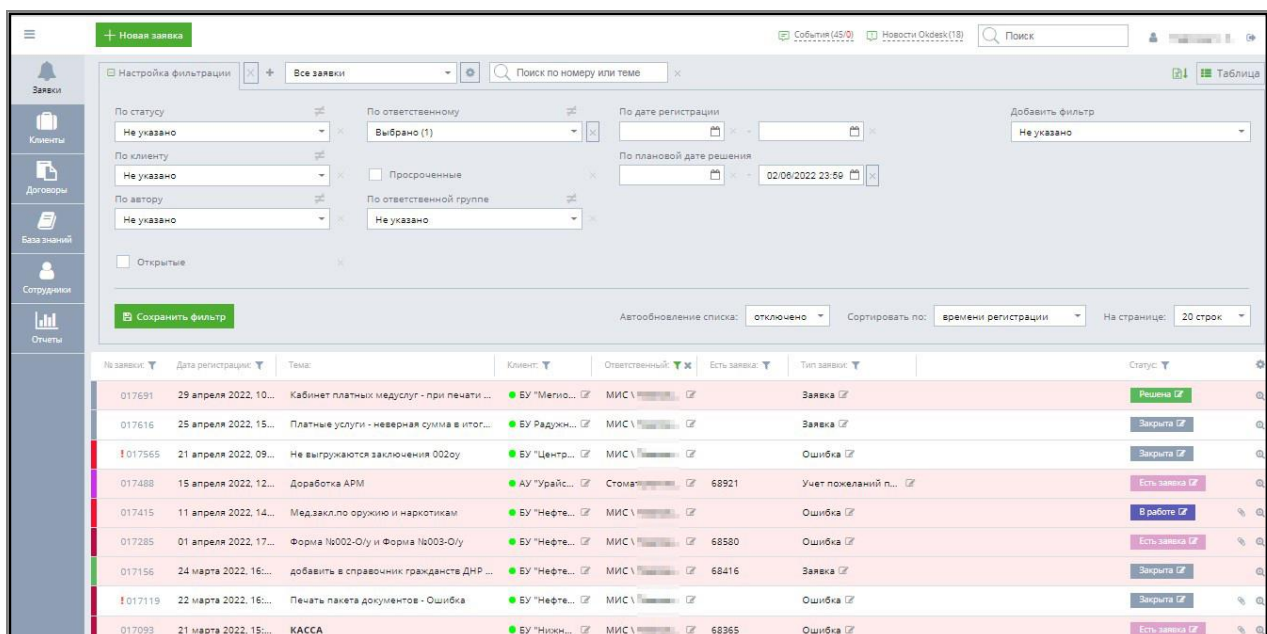 Новая заявка
События (45/0) Новости Okdesk (18) Поиск
Заявки
Клиенты
Договоры
База знаний
Сотрудники
Отчеты
Настройка фильтрации Все заявки Поиск по номеру или теме Таблица
По статусу По ответственному По дате регистрации Добавить фильтр
Не указано Выбрано (1) - Не указано
По клиенту По плановой дате решения
Не указано Просроченные - 02/06/2022 23:59
По автору По ответственной группе
Не указано Не указано
Открытые
Сохранить фильтр Автообновление списка: отключено Сортировать по: времени регистрации На странице: 20 строк
№ заявки: Дата регистрации: Тема: Клиент: Ответственный: Есть заявка: Тип заявки: Статус:
017691 29 апреля 2022, 10... Кабинет платных медуслуг - при печати ... БУ "Мегио... МИС \ Заявка Решена
017616 25 апреля 2022, 15... Платные услуги - неверная сумма в итог... БУ Радужн... МИС \ Заявка Закрыта
! 017565 21 апреля 2022, 09... Не выгружаются заключения 002оу БУ "Центр... МИС \ Ошибка Закрыта
017488 15 апреля 2022, 12... Доработка АРМ АУ "Урайс... 68921 Учет пожеланий п... Есть заявка
017415 11 апреля 2022, 14... Мед.закл.по оружию и наркотикам БУ "Нефте... МИС \ Ошибка В работе
017285 01 апреля 2022, 17... Форма №002-О/у и Форма №003-О/у БУ "Нефте... МИС \ 68580 Ошибка Есть заявка
017156 24 марта 2022, 16:... добавить в справочник гражданств ДНР ... БУ "Нефте... МИС \ 68416 Заявка Закрыта
! 017119 22 марта 2022, 16:... Печать пакета документов - Ошибка БУ "Нефте... МИС \ Ошибка Закрыта
017093 21 марта 2022, 15:... КАССА БУ "Нижн... МИС \ 68365 Ошибка Есть заявка